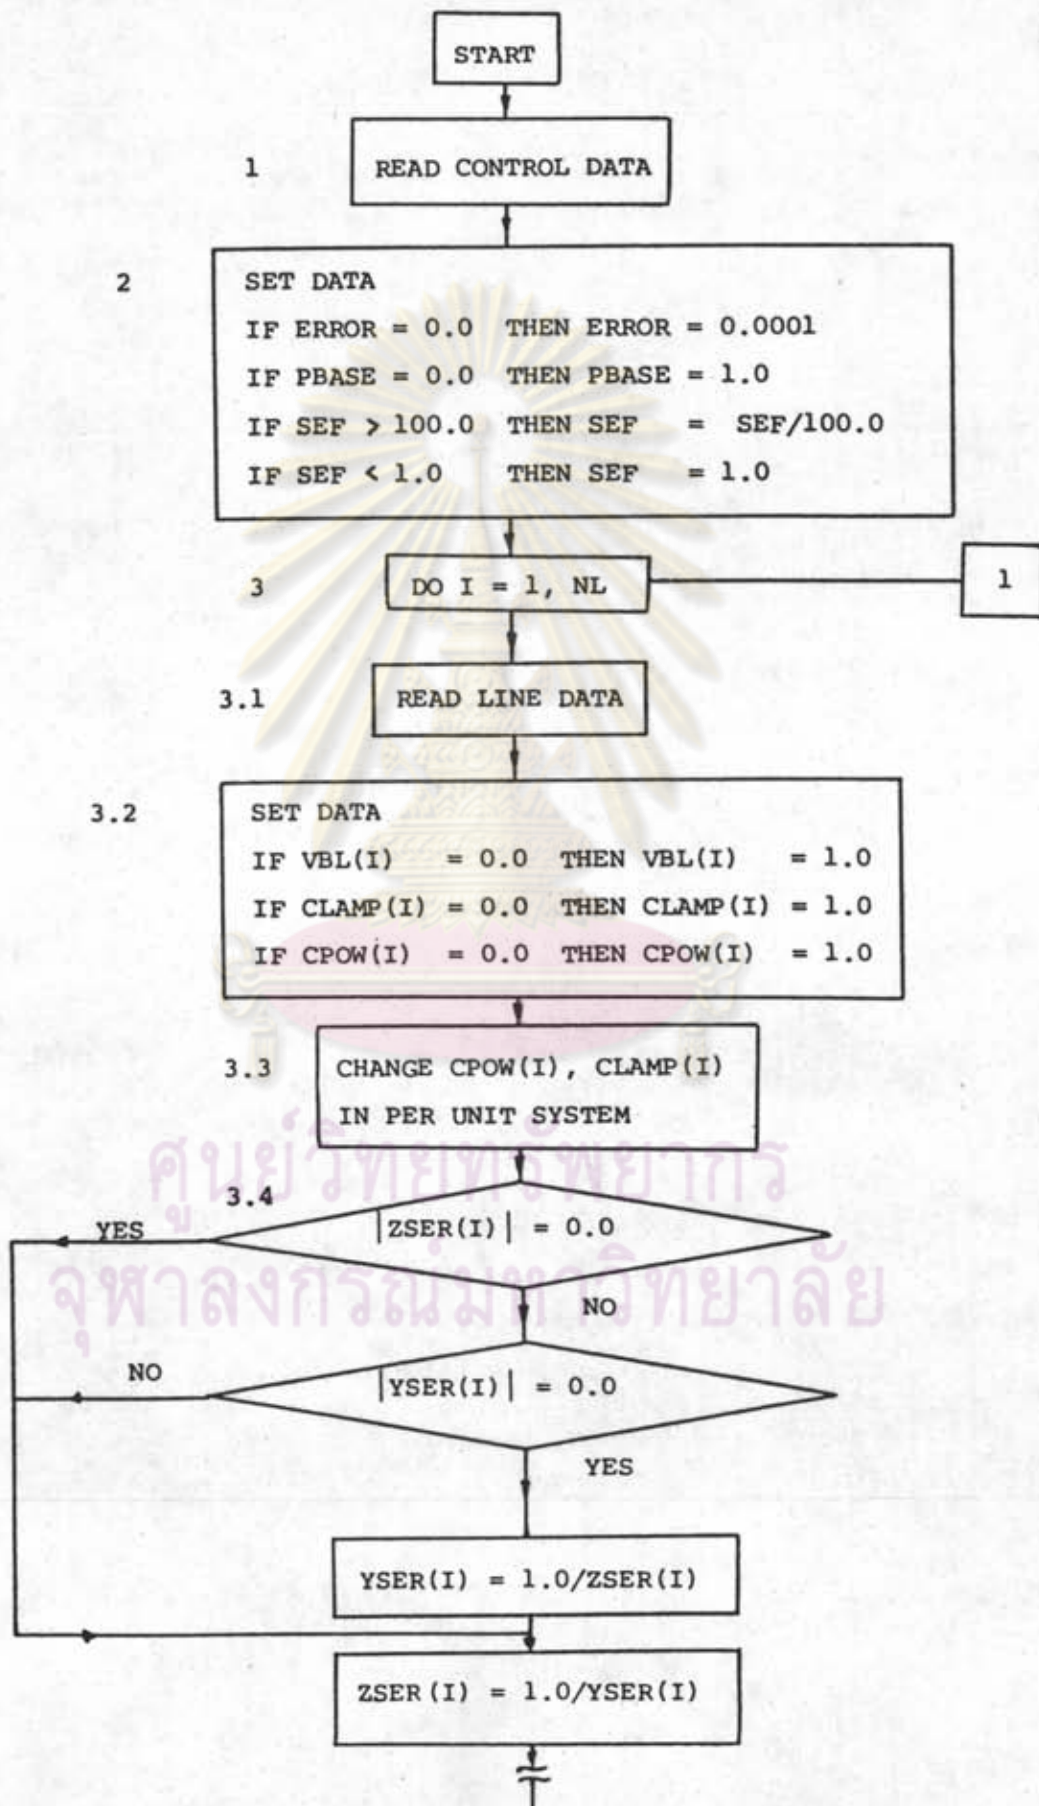 START
1 READ CONTROL DATA
2 SET DATA
IF ERROR = 0.0 THEN ERROR = 0.0001
IF PBASE = 0.0 THEN PBASE = 1.0
IF SEF > 100.0 THEN SEF = SEF/100.0
IF SEF < 1.0 THEN SEF = 1.0
3 DO I = 1, NL 1
3.1 READ LINE DATA
3.2 SET DATA
IF VBL(I) = 0.0 THEN VBL(I) = 1.0
IF CLAMP(I) = 0.0 THEN CLAMP(I) = 1.0
IF CPOW(I) = 0.0 THEN CPOW(I) = 1.0
3.3 CHANGE CPOW(I), CLAMP(I)
IN PER UNIT SYSTEM
ศูนย์วิทยทรัพยากร
3.4
YES |ZSER(I)| = 0.0
จุฬาลงกรณ์มหาวิทยาลัย
NO
NO |YSER(I)| = 0.0
YES
YSER(I) = 1.0/ZSER(I)
ZSER(I) = 1.0/YSER(I)